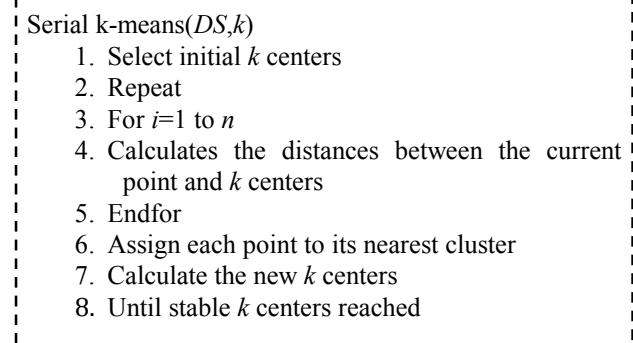 Serial k-means(DS,k)
1. Select initial k centers
2. Repeat
3. For i=1 to n
4. Calculates the distances between the current
point and k centers
5. Endfor
6. Assign each point to its nearest cluster
7. Calculate the new k centers
8. Until stable k centers reached